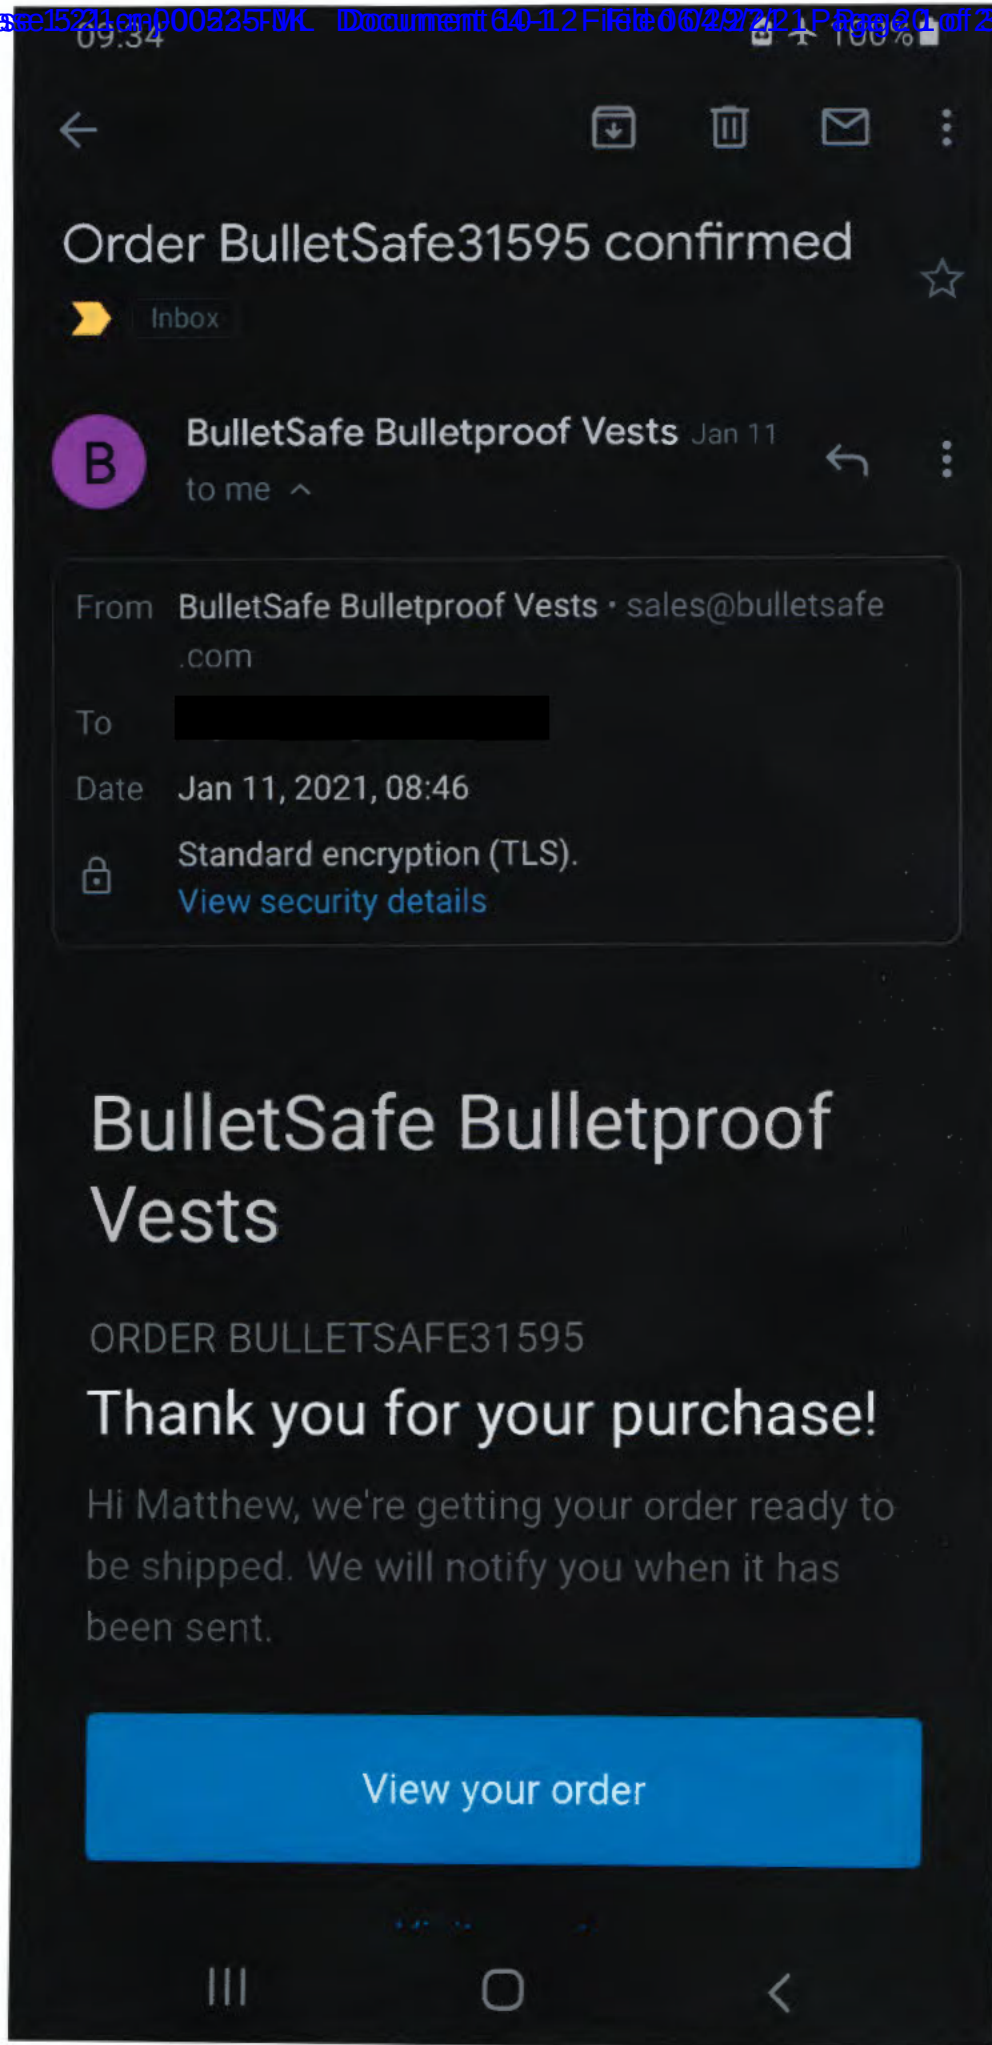 09:34
100%
Order BulletSafe31595 confirmed
Inbox
B
BulletSafe Bulletproof Vests Jan 11
to me
From BulletSafe Bulletproof Vests · sales@bulletsafe
.com
To
Date Jan 11, 2021, 08:46
Standard encryption (TLS).
View security details
BulletSafe Bulletproof
Vests
ORDER BULLETSAFE31595
Thank you for your purchase!
Hi Matthew, we're getting your order ready to
be shipped. We will notify you when it has
been sent.
View your order